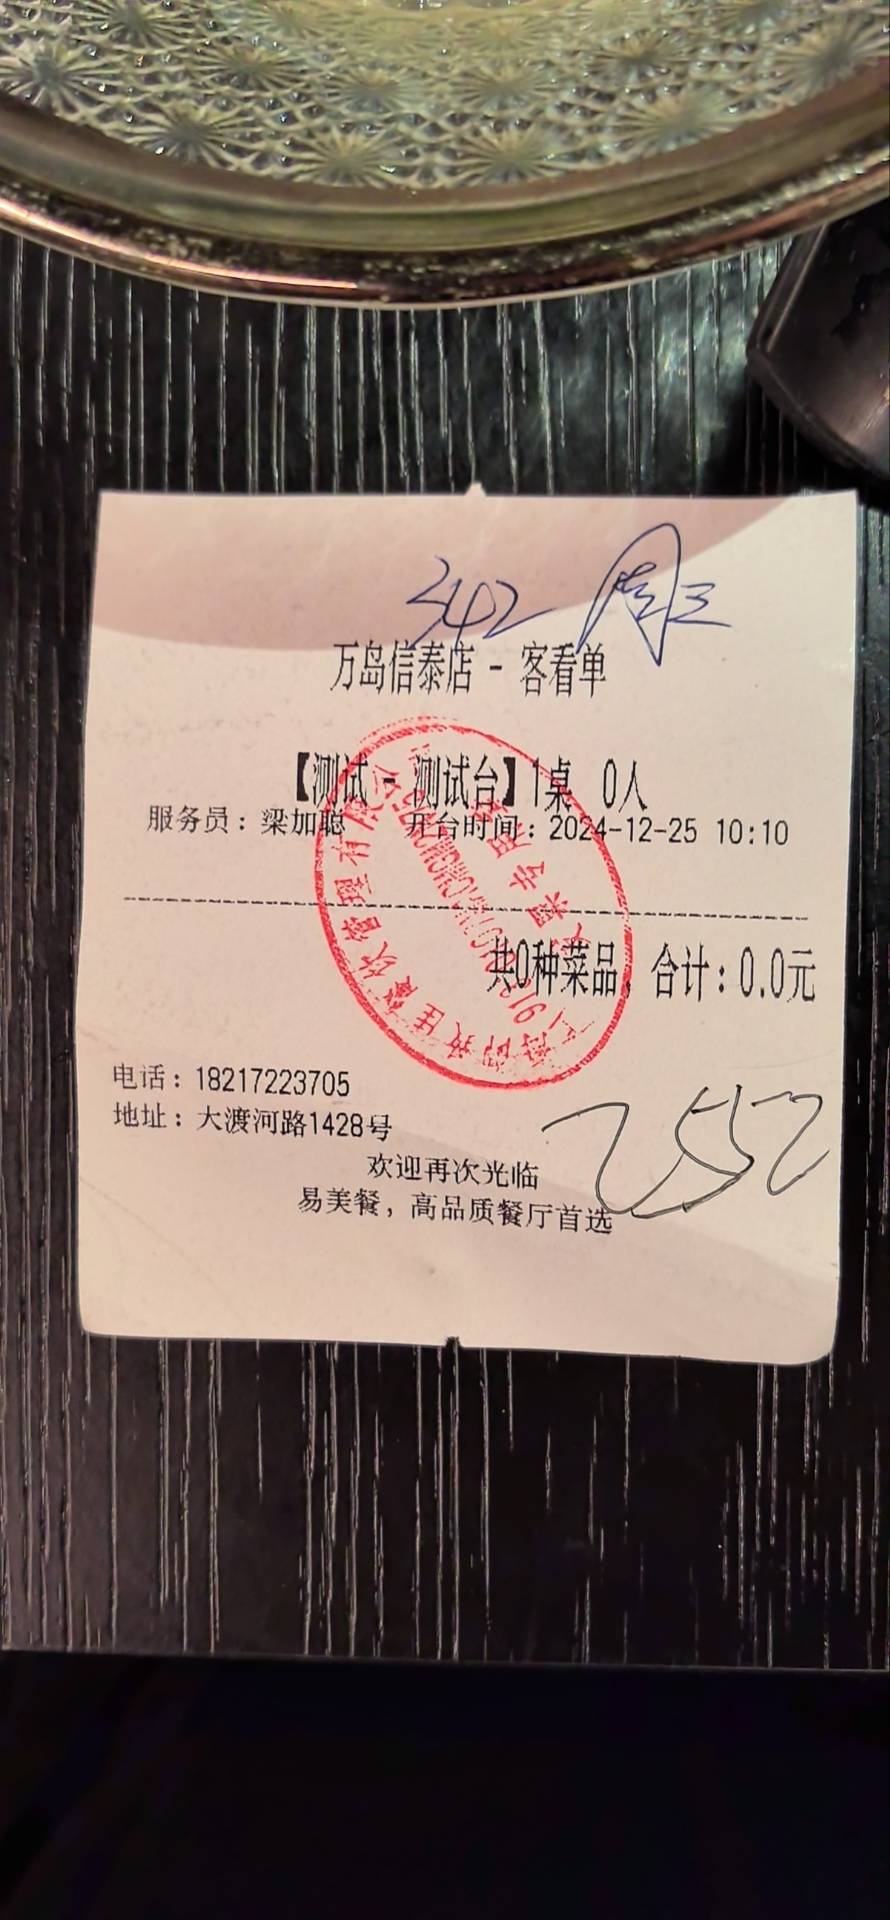 342 周三
万岛信泰店 - 客看单
【测试 - 测试台】1桌 0人
服务员：梁加聪 开台时间：2024-12-25 10:10
共0种菜品，合计：0.0元
电话：18217223705
地址：大渡河路1428号
2552
欢迎再次光临
易美餐，高品质餐厅首选